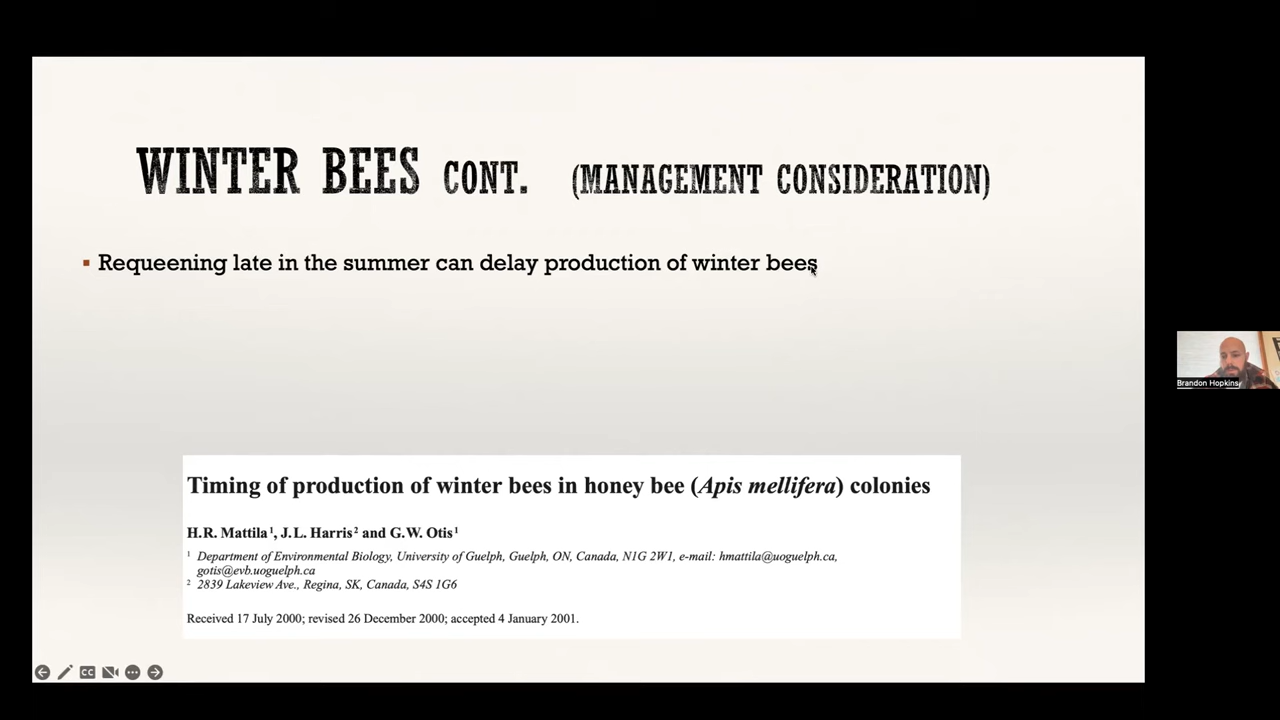 WINTER BEES CONT. (MANAGEMENT CONSIDERATION)
▪ Requeening late in the summer can delay production of winter bees
Timing of production of winter bees in honey bee (Apis mellifera) colonies
H.R. Mattila¹, J.L. Harris² and G.W. Otis¹
¹ Department of Environmental Biology, University of Guelph, Guelph, ON, Canada, N1G 2W1, e-mail: hmattila@uoguelph.ca,
gotis@evb.uoguelph.ca
² 2839 Lakeview Ave., Regina, SK, Canada, S4S 1G6
Received 17 July 2000; revised 26 December 2000; accepted 4 January 2001.
CC
Brandon Hopkins